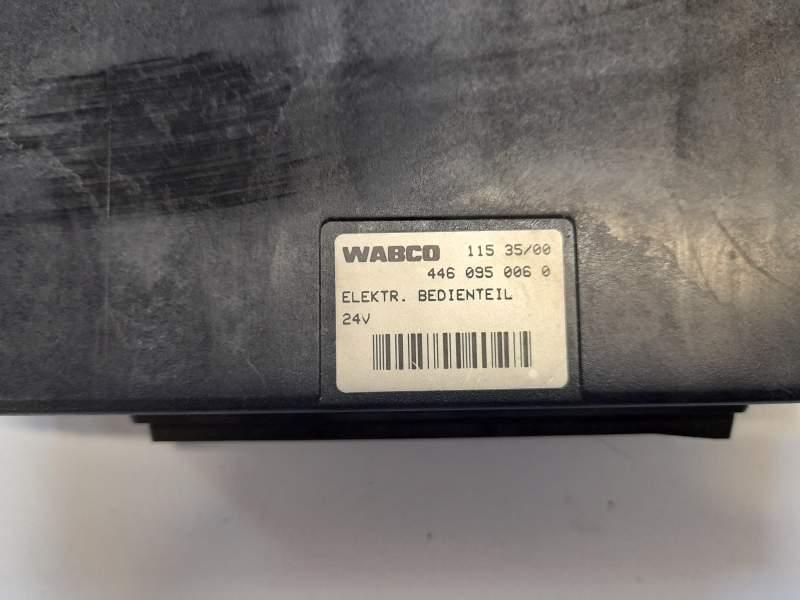 WABCO 115 35/00
446 095 006 0
ELEKTR. BEDIENTEIL
24V